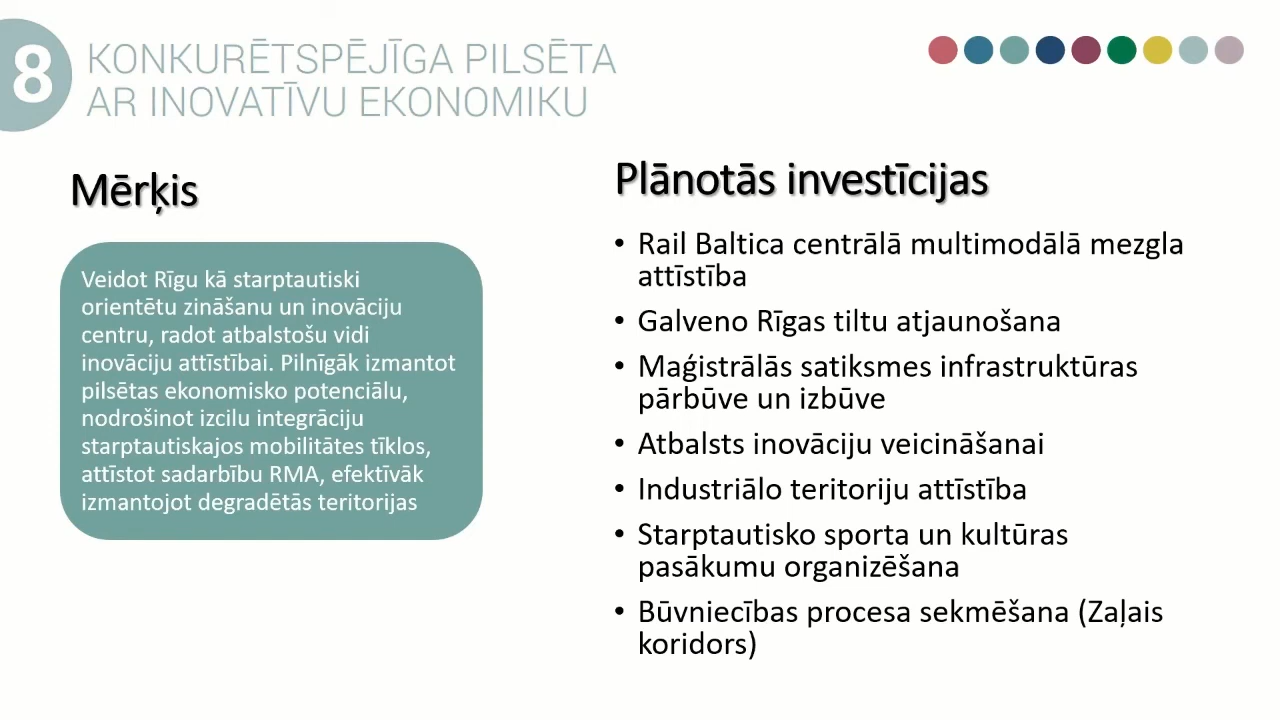 8
KONKURĒTSPĒJĪGA PILSĒTA
AR INOVATĪVU EKONOMIKU
Mērķis
Veidot Rīgu kā starptautiski
orientētu zināšanu un inovāciju
centru, radot atbalstošu vidi
inovāciju attīstībai. Pilnīgāk izmantot
pilsētas ekonomisko potenciālu,
nodrošinot izcilu integrāciju
starptautiskajos mobilitātes tīklos,
attīstot sadarbību RMA, efektīvāk
izmantojot degradētās teritorijas
Plānotās investīcijas
• Rail Baltica centrālā multimodālā mezgla
attīstība
• Galveno Rīgas tiltu atjaunošana
• Maģistrālās satiksmes infrastruktūras
pārbūve un izbūve
• Atbalsts inovāciju veicināšanai
• Industriālo teritoriju attīstība
• Starptautisko sporta un kultūras
pasākumu organizēšana
• Būvniecības procesa sekmēšana (Zaļais
koridors)